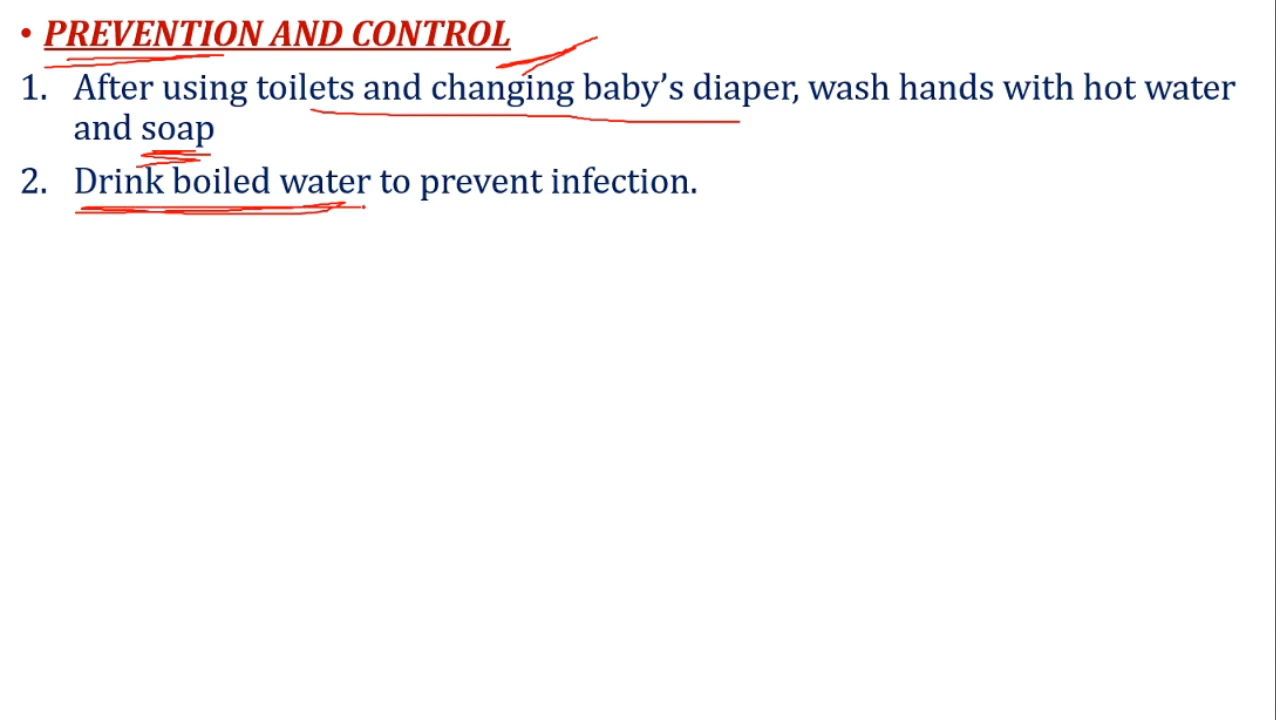 • PREVENTION AND CONTROL
1. After using toilets and changing baby’s diaper, wash hands with hot water
and soap
2. Drink boiled water to prevent infection.